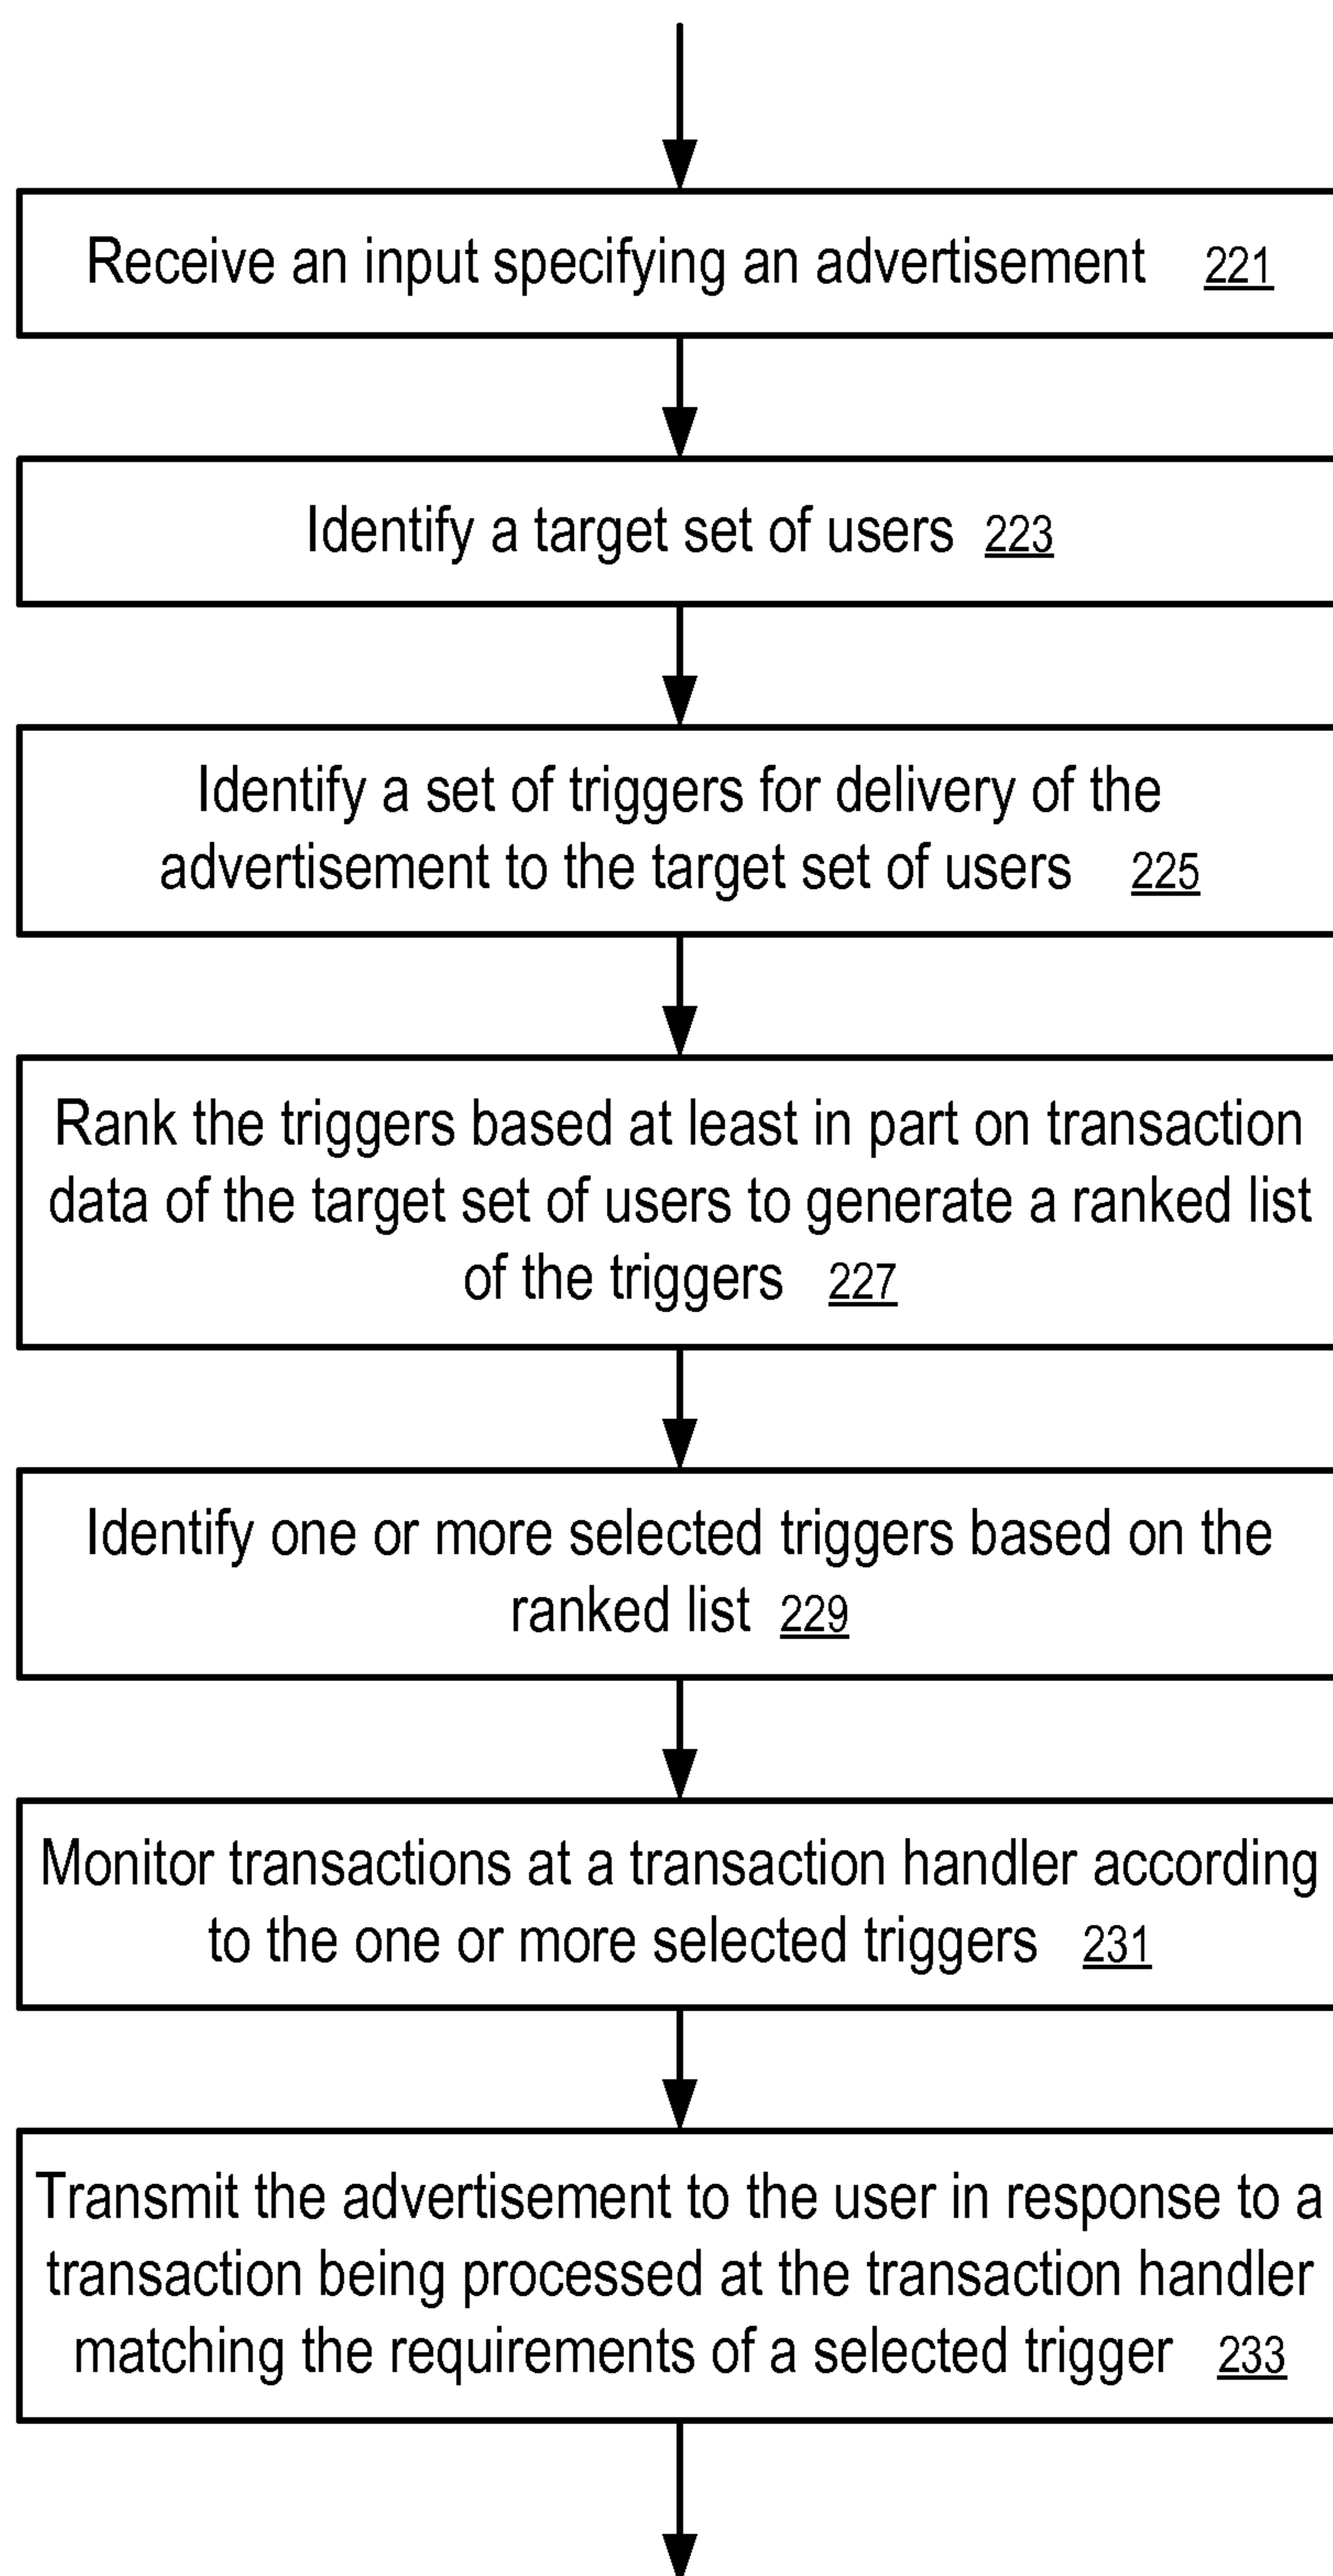 Receive an input specifying an advertisement 221
Identify a target set of users 223
Identify a set of triggers for delivery of the
advertisement to the target set of users 225
Rank the triggers based at least in part on transaction
data of the target set of users to generate a ranked list
of the triggers 227
Identify one or more selected triggers based on the
ranked list 229
Monitor transactions at a transaction handler according
to the one or more selected triggers 231
Transmit the advertisement to the user in response to a
transaction being processed at the transaction handler
matching the requirements of a selected trigger 233